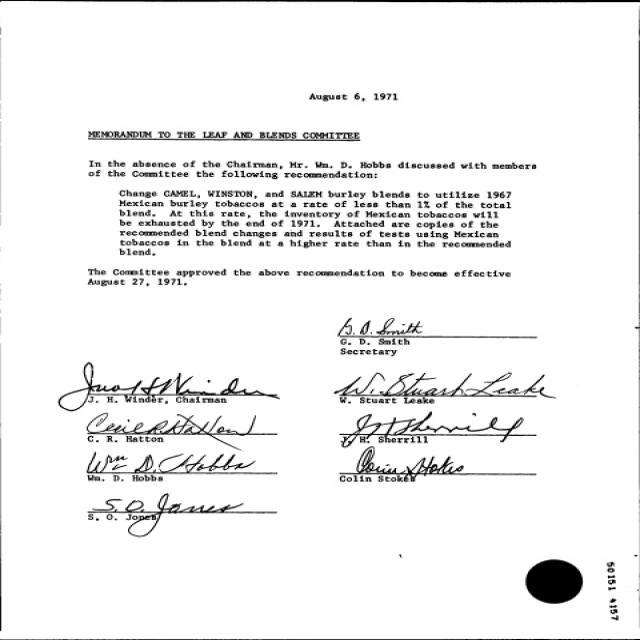 August 6, 1971
MEMORANDUM TO THE LEAF AND BLENDS COMMITTEE
In the absence of the Chairman, Mr. Wm. D. Hobbs discussed with members
of the Committee the following recommendation:
Change CAMEL, WINSTON, and SALEM burley blends to utilize 1967
Mexican burley tobaccos at a rate of less than 1% of the total
blend. At this rate, the inventory of Mexican tobaccos will
be exhausted by the end of 1971. Attached are copies of the
recommended blend changes and results of tests using Mexican
tobaccos in the blend at a higher rate than in the recommended
blend.
The Committee approved the above recommendation to become effective
August 27, 1971.
G. D. Smith
G. D. Smith
Secretary
Jno H Winder
J. H. Winder, Chairman
W. Stuart Leake
W. Stuart Leake
Cecil R Hatton
C. R. Hatton
J H Sherrill
J. H. Sherrill
Wm D. Hobbs
Wm. D. Hobbs
Colin Stokes
Colin Stokes
S. O. Jones
S. O. Jones
50151 4157